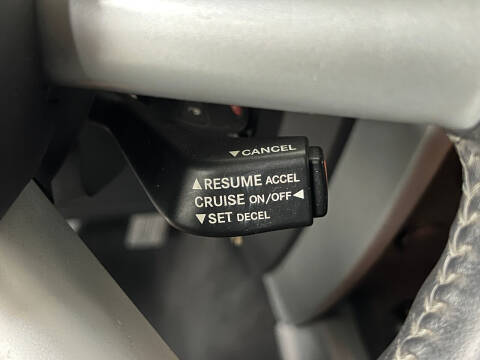 ▼CANCEL
▲RESUME ACCEL
CRUISE ON/OFF◀
▼SET DECEL